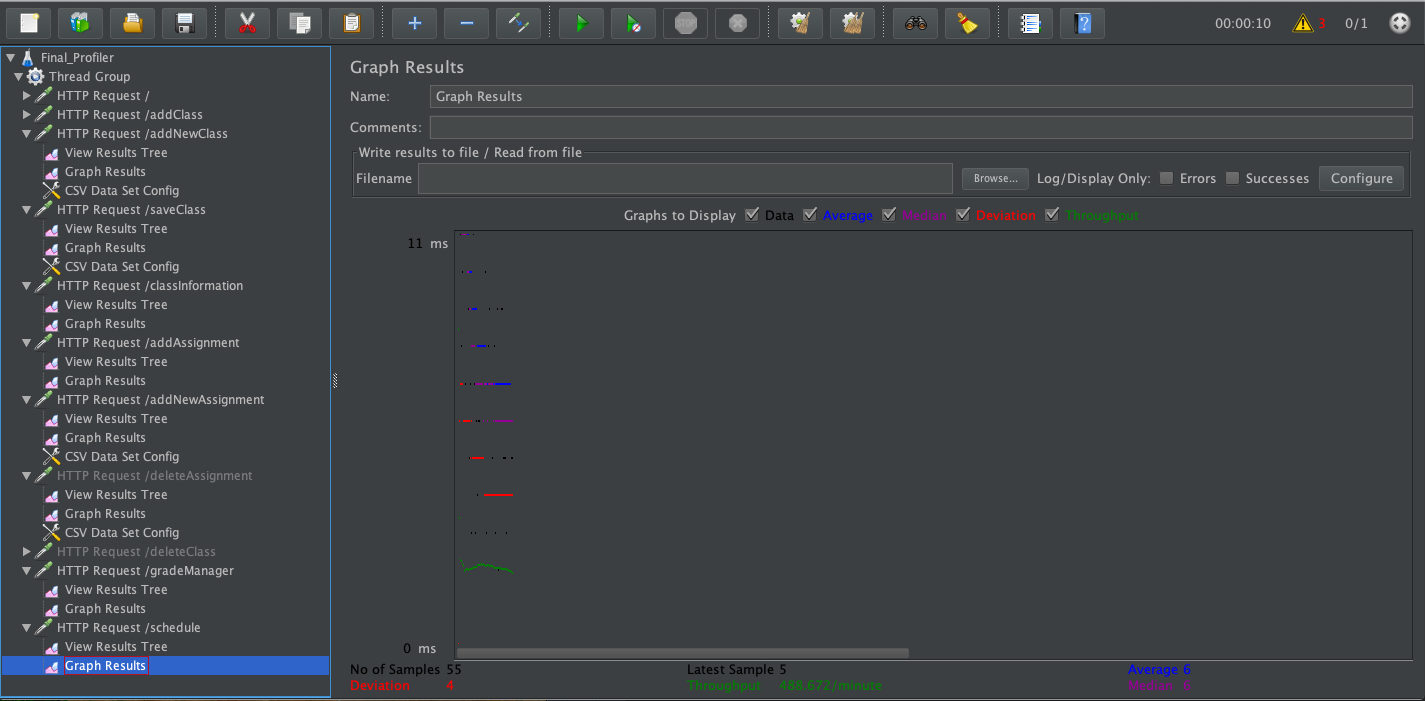 STOP
00:00:10
3
0/1
?
Final_Profiler
Thread Group
HTTP Request /
HTTP Request /addClass
HTTP Request /addNewClass
View Results Tree
Graph Results
CSV Data Set Config
HTTP Request /saveClass
View Results Tree
Graph Results
CSV Data Set Config
HTTP Request /classInformation
View Results Tree
Graph Results
HTTP Request /addAssignment
View Results Tree
Graph Results
HTTP Request /addNewAssignment
View Results Tree
Graph Results
CSV Data Set Config
HTTP Request /deleteAssignment
View Results Tree
Graph Results
CSV Data Set Config
HTTP Request /deleteClass
HTTP Request /gradeManager
View Results Tree
Graph Results
HTTP Request /schedule
View Results Tree
Graph Results
Graph Results
Name: Graph Results
Comments:
Write results to file / Read from file
Filename Browse... Log/Display Only: Errors Successes Configure
Graphs to Display Data Average Median Deviation Throughput
11 ms
0 ms
No of Samples 55 Latest Sample 5 Average 6
Deviation 4 Throughput 488.672/minute Median 6